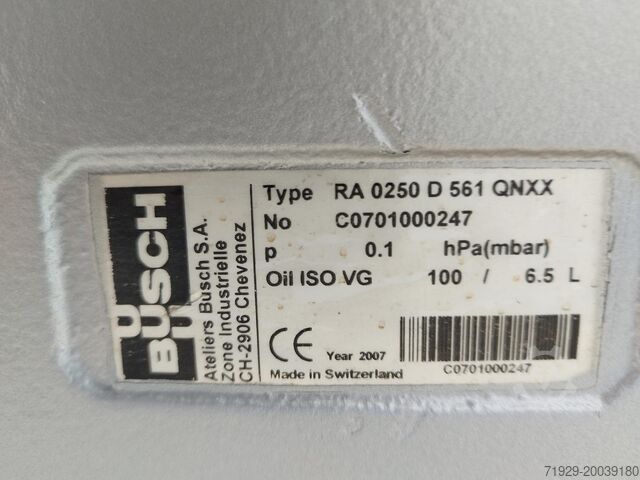 BUSCH
Ateliers Busch S.A.
Zone Industrielle
CH-2906 Chevenez
Type RA 0250 D 561 QNXX
No C0701000247
p 0.1 hPa(mbar)
Oil ISO VG 100 / 6.5 L
CE Year 2007
Made in Switzerland
C0701000247
71929-20039180